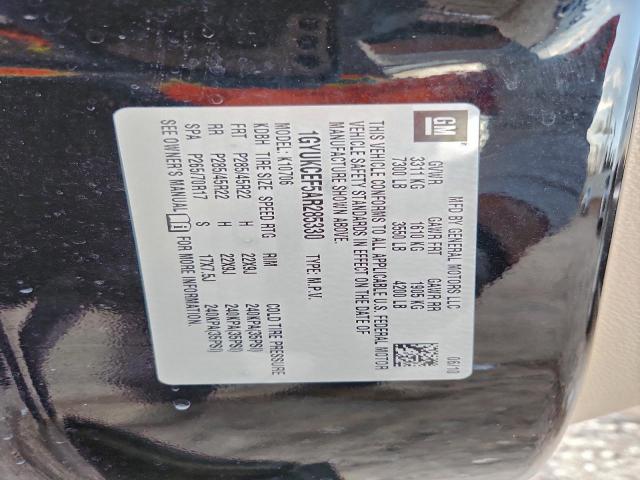 GM
MFD BY GENERAL MOTORS LLC 06/10
GVWR GAWR FRT GAWR RR
3311 KG 1610 KG 1905 KG
7300 LB 3550 LB 4200 LB
THIS VEHICLE CONFORMS TO ALL APPLICABLE U.S. FEDERAL MOTOR
VEHICLE SAFETY STANDARDS IN EFFECT ON THE DATE OF
MANUFACTURE SHOWN ABOVE.
1GYUKCEF5AR285330 TYPE: M.P.V.
MODEL: K10706
KDBH TIRE SIZE SPEED RTG RIM COLD TIRE PRESSURE
FRT P285/45R22 H 22X9J 240KPA(35PSI)
RR P285/45R22 H 22X9J 240KPA(35PSI)
SPA P265/70R17 S 17X7.5J 240KPA(35PSI)
SEE OWNER'S MANUAL FOR MORE INFORMATION.